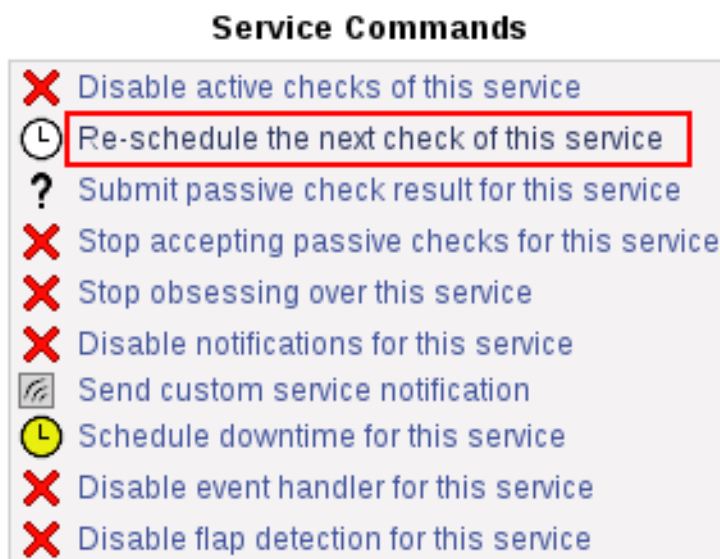 Service Commands
Disable active checks of this service
Re-schedule the next check of this service
? Submit passive check result for this service
Stop accepting passive checks for this service
Stop obsessing over this service
Disable notifications for this service
Send custom service notification
Schedule downtime for this service
Disable event handler for this service
Disable flap detection for this service